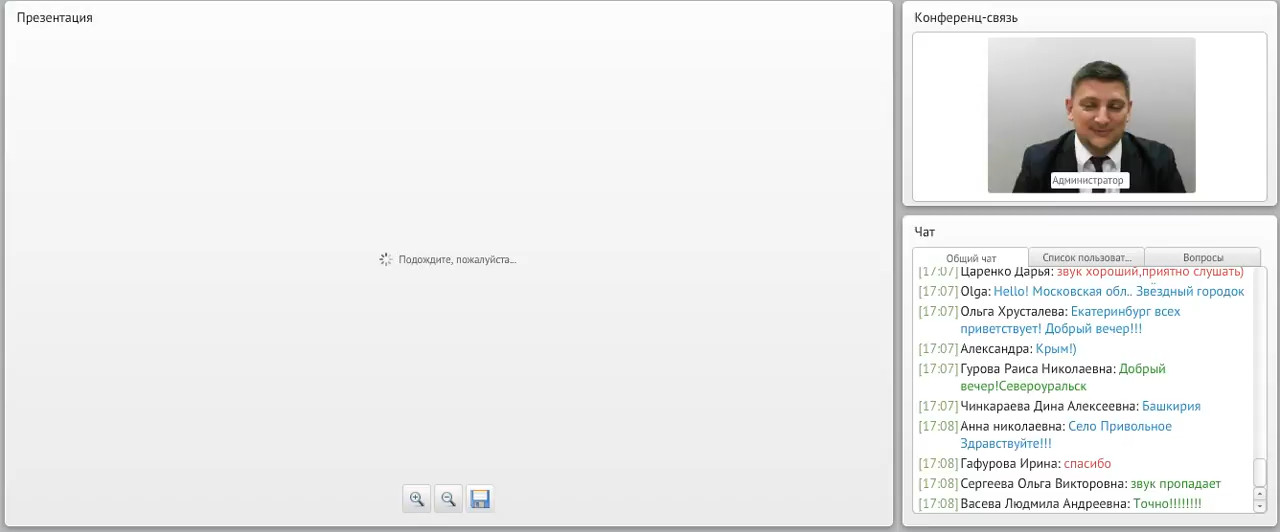 Презентация
Подождите, пожалуйста...
Конференц-связь
Администратор
Чат
Общий чат
Список пользоват...
Вопросы
[17:07] Царенко Дарья: звук хороший,приятно слушать)
[17:07] Olga: Hello! Московская обл.. Звёздный городок
[17:07] Ольга Хрусталева: Екатеринбург всех
приветствует! Добрый вечер!!!
[17:07] Александра: Крым!)
[17:07] Гурова Раиса Николаевна: Добрый
вечер!Североуральск
[17:07] Чинкараева Дина Алексеевна: Башкирия
[17:08] Анна николаевна: Село Привольное
Здравствуйте!!!
[17:08] Гафурова Ирина: спасибо
[17:08] Сергеева Ольга Викторовна: звук пропадает
[17:08] Васева Людмила Андреевна: Точно!!!!!!!!